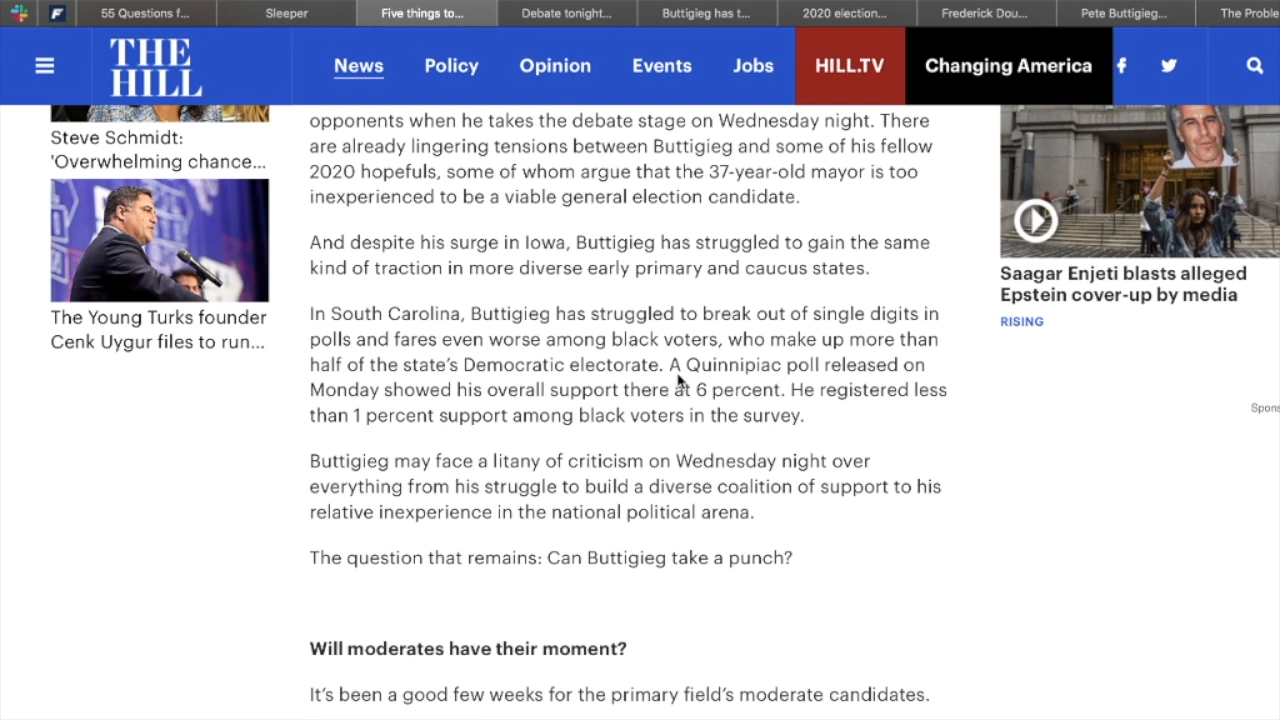 55 Questions f...
Sleeper
Five things to...
Debate tonight...
Buttigieg has t...
2020 election...
Frederick Dou...
Pete Buttigieg...
The Proble
THE
HILL
News
Policy
Opinion
Events
Jobs
HILL.TV
Changing America
Steve Schmidt:
'Overwhelming chance...
The Young Turks founder
Cenk Uygur files to run...
opponents when he takes the debate stage on Wednesday night. There
are already lingering tensions between Buttigieg and some of his fellow
2020 hopefuls, some of whom argue that the 37-year-old mayor is too
inexperienced to be a viable general election candidate.
And despite his surge in Iowa, Buttigieg has struggled to gain the same
kind of traction in more diverse early primary and caucus states.
In South Carolina, Buttigieg has struggled to break out of single digits in
polls and fares even worse among black voters, who make up more than
half of the state's Democratic electorate. A Quinnipiac poll released on
Monday showed his overall support there at 6 percent. He registered less
than 1 percent support among black voters in the survey.
Buttigieg may face a litany of criticism on Wednesday night over
everything from his struggle to build a diverse coalition of support to his
relative inexperience in the national political arena.
The question that remains: Can Buttigieg take a punch?
Will moderates have their moment?
It's been a good few weeks for the primary field's moderate candidates.
Saagar Enjeti blasts alleged
Epstein cover-up by media
RISING
Spons